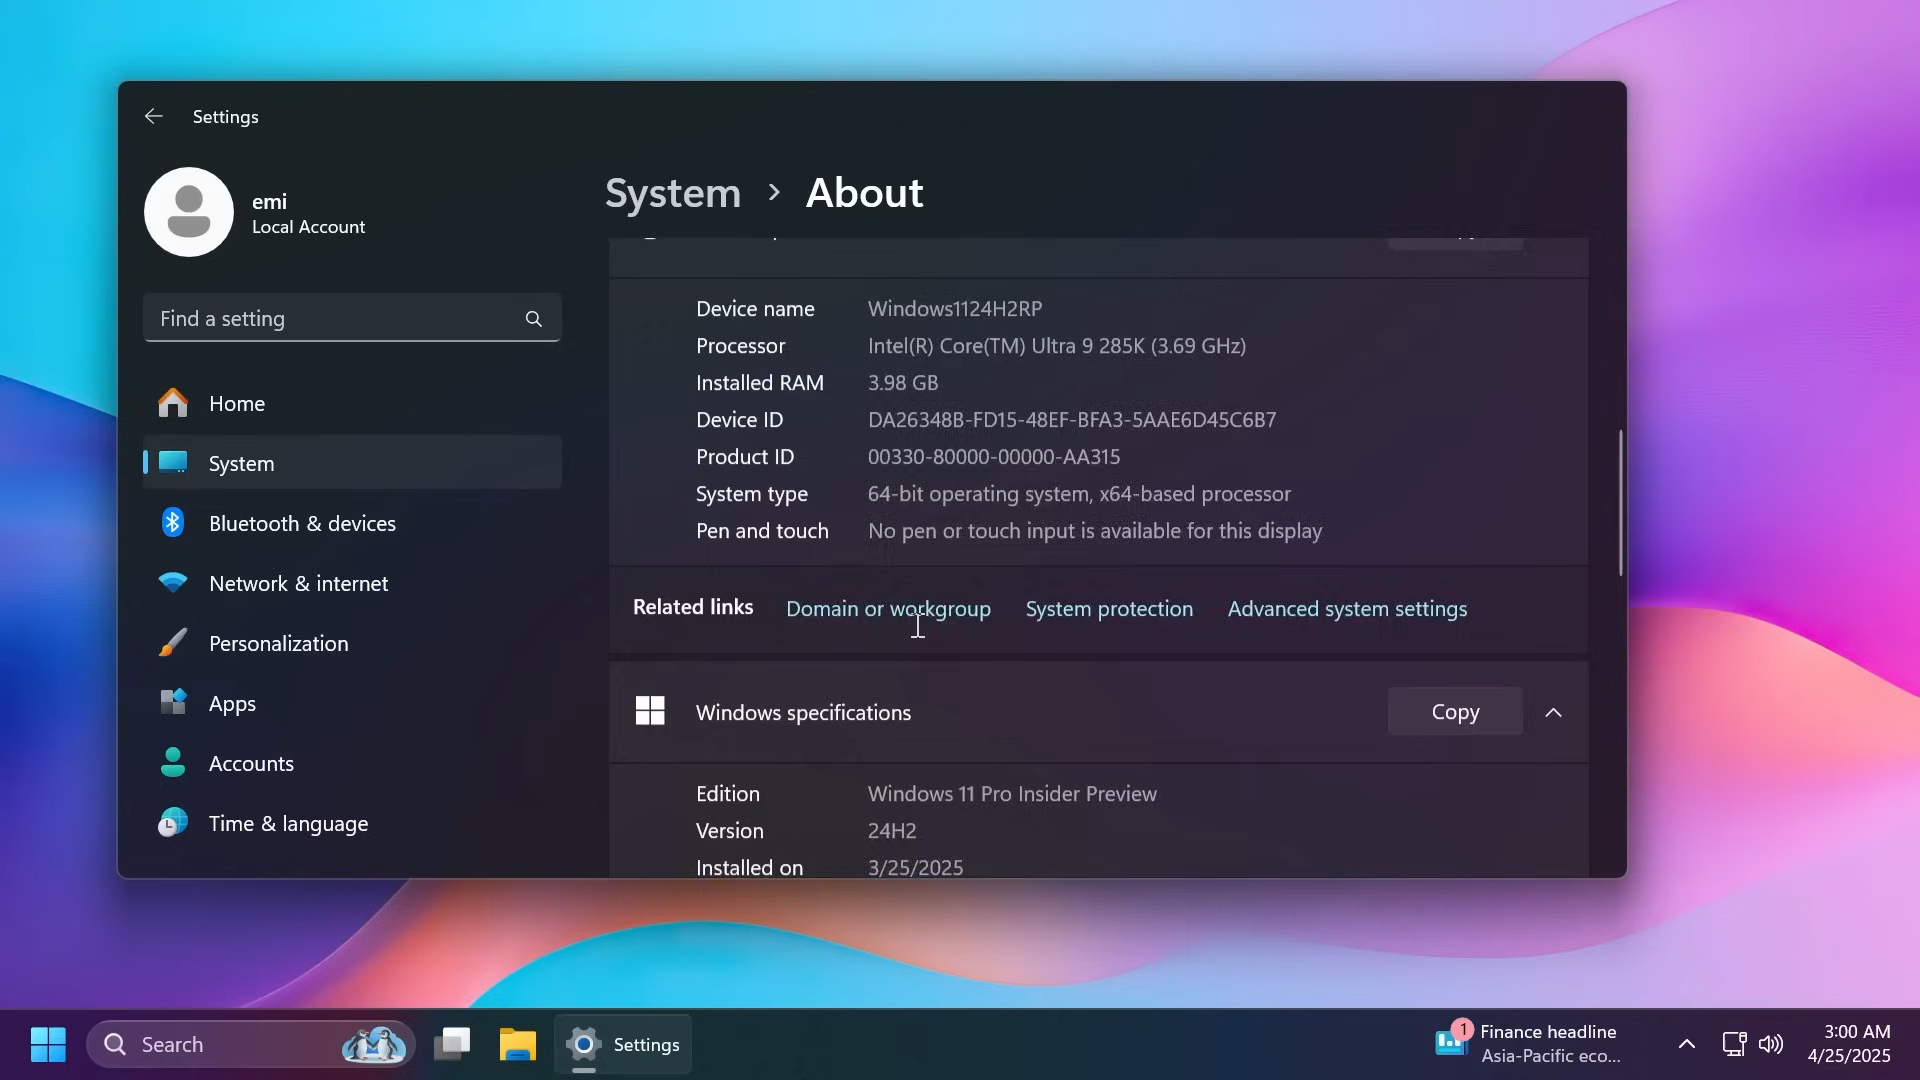 Settings
emi
Local Account
Find a setting
Home
System
Bluetooth & devices
Network & internet
Personalization
Apps
Accounts
Time & language
System > About
Device name Windows1124H2RP
Processor Intel(R) Core(TM) Ultra 9 285K (3.69 GHz)
Installed RAM 3.98 GB
Device ID DA26348B-FD15-48EF-BFA3-5AAE6D45C6B7
Product ID 00330-80000-00000-AA315
System type 64-bit operating system, x64-based processor
Pen and touch No pen or touch input is available for this display
Related links Domain or workgroup System protection Advanced system settings
Windows specifications Copy
Edition Windows 11 Pro Insider Preview
Version 24H2
Installed on 3/25/2025
Search
Settings
1
Finance headline
Asia-Pacific eco...
3:00 AM
4/25/2025